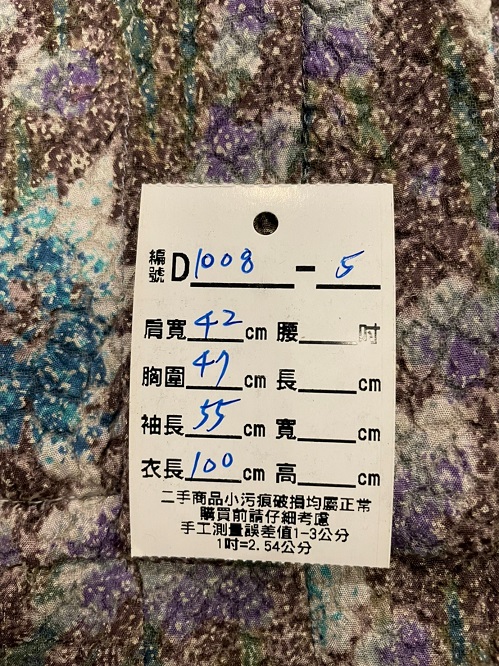 編號D1008-5
肩寬42cm 腰____吋
胸圍47cm 長____cm
袖長55cm 寬____cm
衣長100cm 高____cm
二手商品小污痕破損均屬正常
購買前請仔細考慮
手工測量誤差值1-3公分
1吋=2.54公分